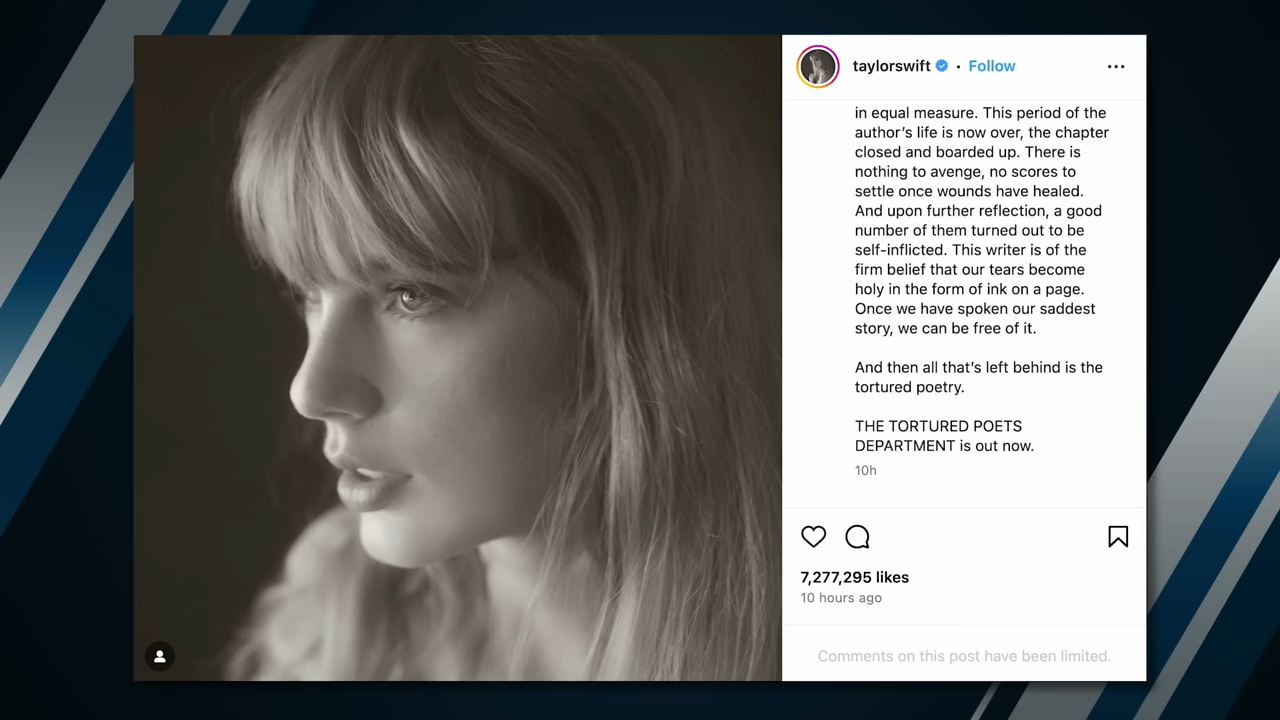 taylorswift • Follow
in equal measure. This period of the
author’s life is now over, the chapter
closed and boarded up. There is
nothing to avenge, no scores to
settle once wounds have healed.
And upon further reflection, a good
number of them turned out to be
self-inflicted. This writer is of the
firm belief that our tears become
holy in the form of ink on a page.
Once we have spoken our saddest
story, we can be free of it.
And then all that’s left behind is the
tortured poetry.
THE TORTURED POETS
DEPARTMENT is out now.
10h
7,277,295 likes
10 hours ago
Comments on this post have been limited.